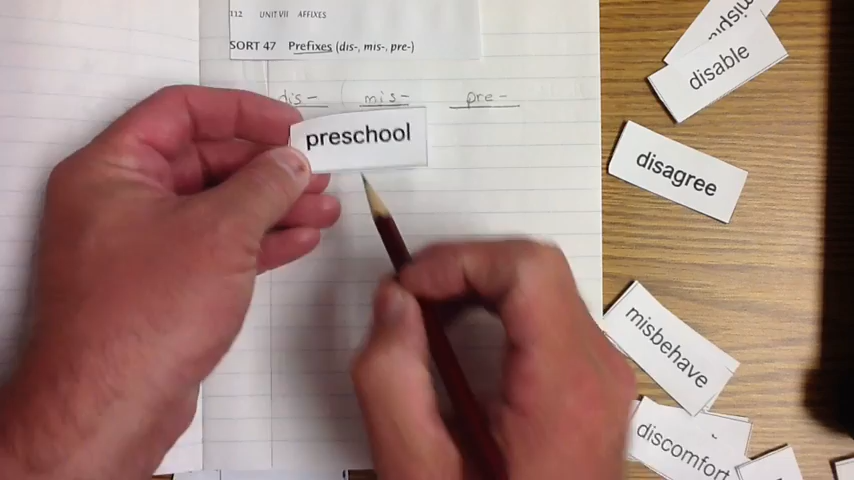 112 UNIT VII AFFIXES
SORT 47 Prefixes (dis-, mis-, pre-)
dis- mis- pre-
preschool
disable
disagree
misbehave
discomfort